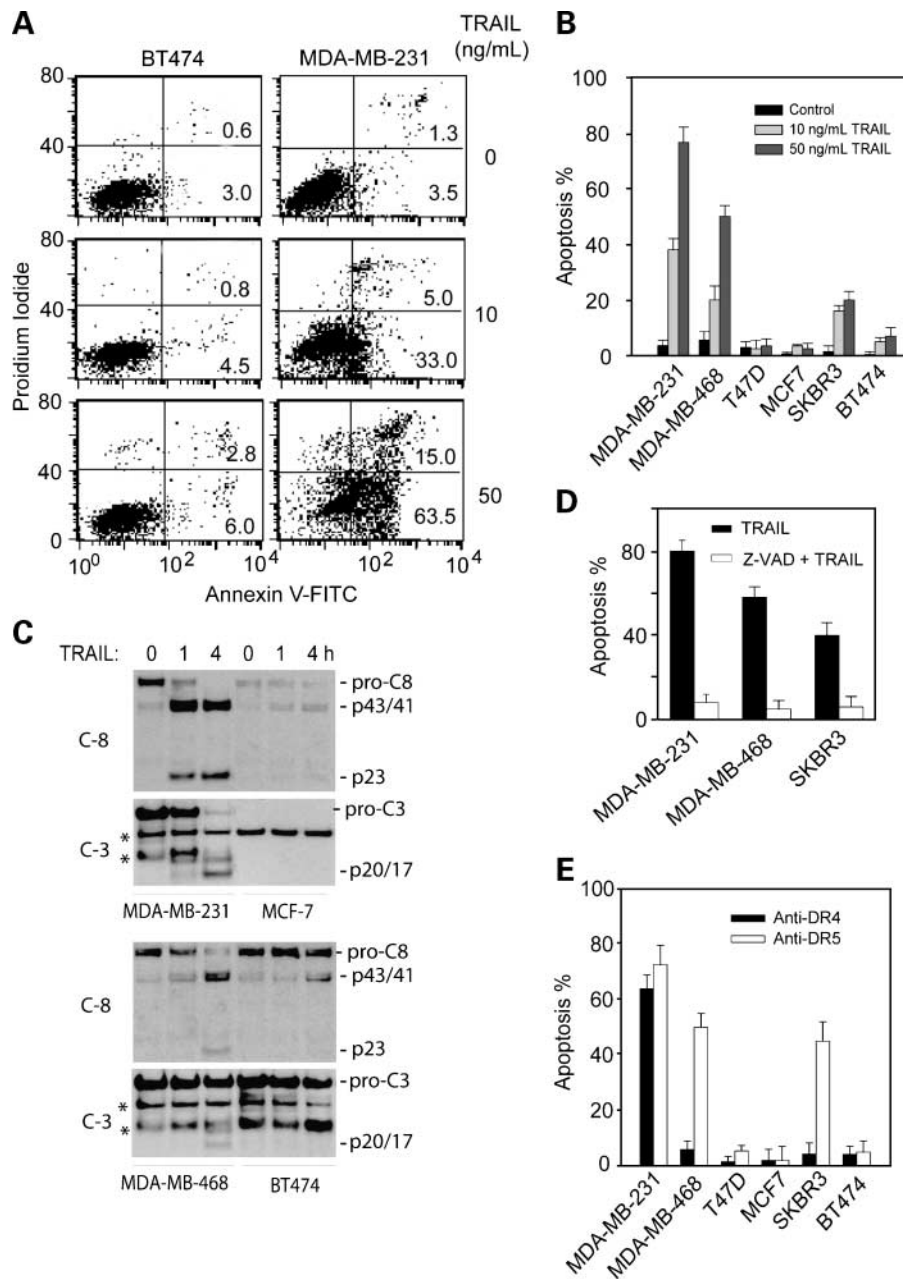 A
BT474
MDA-MB-231
TRAIL
(ng/mL)
80
40
0
0.6
3.0
1.3
3.5
0
80
40
0
0.8
4.5
5.0
33.0
10
80
40
0
2.8
6.0
15.0
63.5
50
Proidium Iodide
10^0 10^2 10^4 10^0 10^2 10^4
Annexin V-FITC
B
100
80
60
40
20
0
Apoptosis %
Control
10 ng/mL TRAIL
50 ng/mL TRAIL
MDA-MB-231
MDA-MB-468
T47D
MCF7
SKBR3
BT474
C
TRAIL: 0 1 4 0 1 4 h
C-8
- pro-C8
- p43/41
- p23
C-3
*
*
- pro-C3
- p20/17
MDA-MB-231 MCF-7
C-8
- pro-C8
- p43/41
- p23
C-3
*
*
- pro-C3
- p20/17
MDA-MB-468 BT474
D
80
40
0
Apoptosis %
TRAIL
Z-VAD + TRAIL
MDA-MB-231
MDA-MB-468
SKBR3
E
100
80
60
40
20
0
Apoptosis %
Anti-DR4
Anti-DR5
MDA-MB-231
MDA-MB-468
T47D
MCF7
SKBR3
BT474